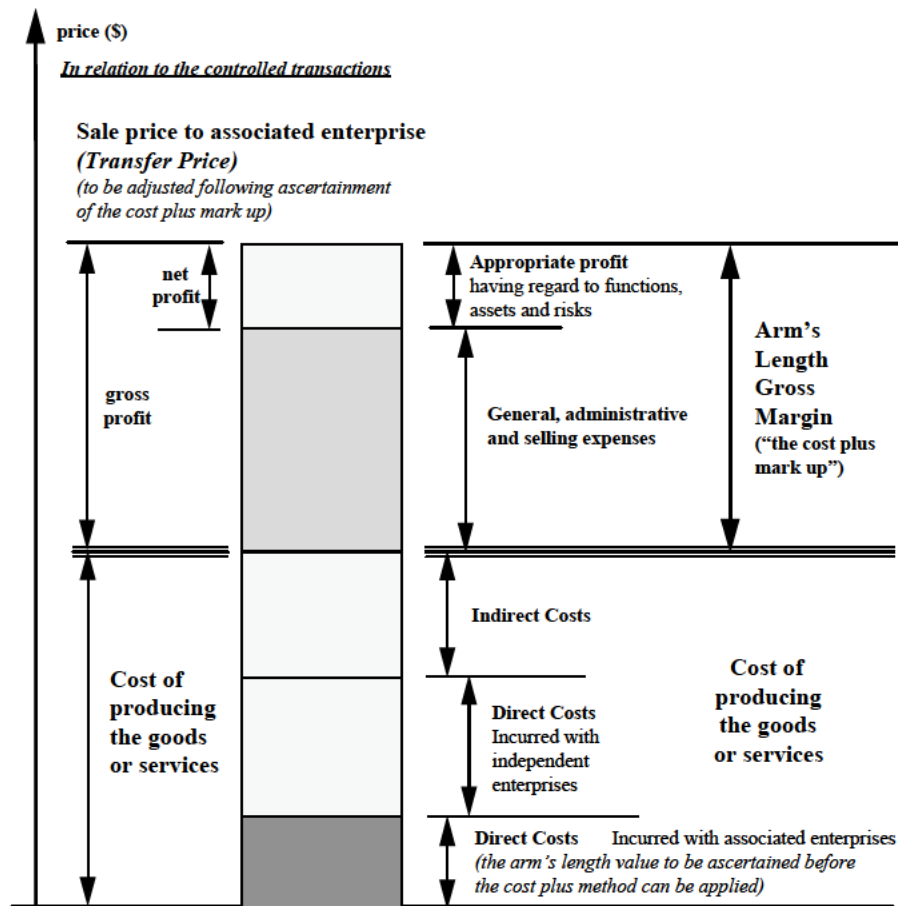 price ($)
In relation to the controlled transactions
Sale price to associated enterprise
(Transfer Price)
(to be adjusted following ascertainment
of the cost plus mark up)
net
profit
gross
profit
Appropriate profit
having regard to functions,
assets and risks
General, administrative
and selling expenses
Arm's
Length
Gross
Margin
(“the cost plus
mark up”)
Cost of
producing
the goods
or services
Indirect Costs
Direct Costs
Incurred with
independent
enterprises
Direct Costs Incurred with associated enterprises
(the arm's length value to be ascertained before
the cost plus method can be applied)
Cost of
producing
the goods
or services